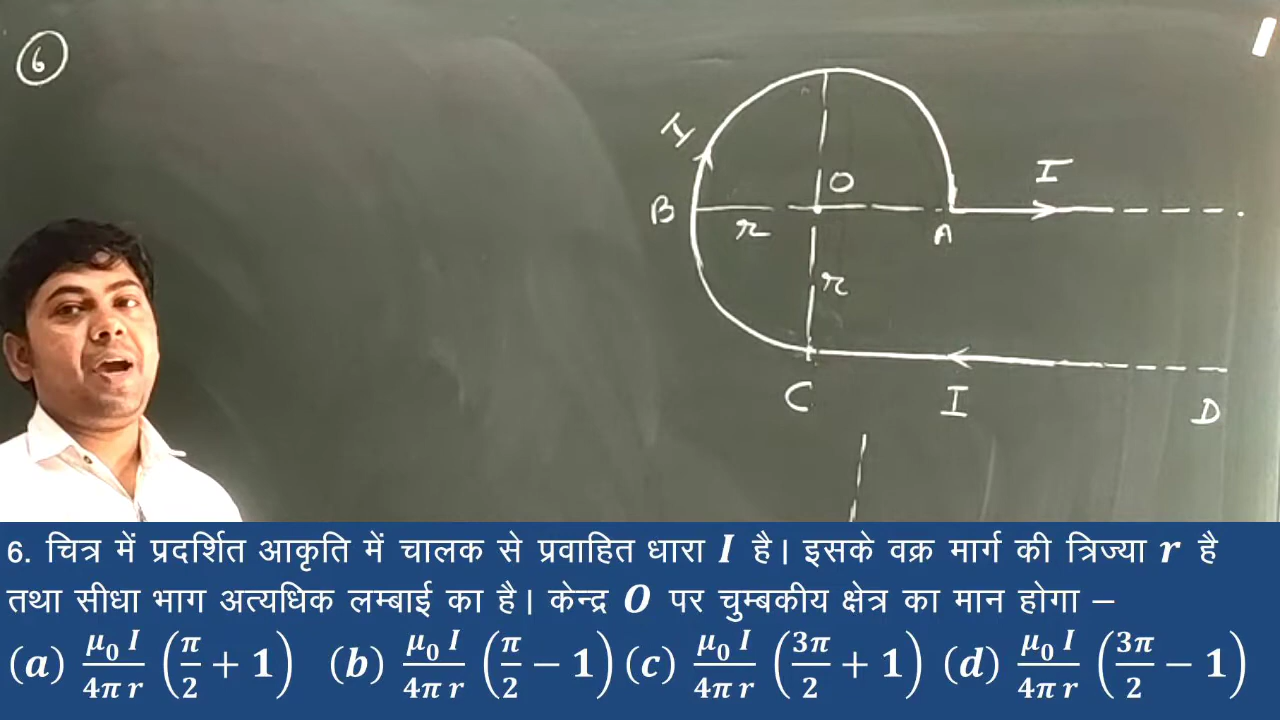 6
I
O
I
B
r
A
r
C
I
D
6. चित्र में प्रदर्शित आकृति में चालक से प्रवाहित धारा I है। इसके वक्र मार्ग की त्रिज्या r है
तथा सीधा भाग अत्यधिक लम्बाई का है। केन्द्र O पर चुम्बकीय क्षेत्र का मान होगा –
(a) μ₀ I / 4π r (π/2 + 1) (b) μ₀ I / 4π r (π/2 − 1) (c) μ₀ I / 4π r (3π/2 + 1) (d) μ₀ I / 4π r (3π/2 − 1)